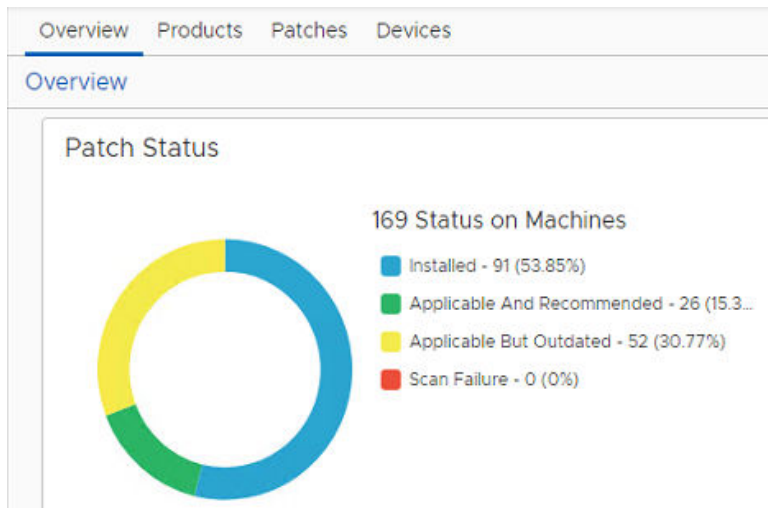 Overview Products Patches Devices
Overview
Patch Status
169 Status on Machines
Installed - 91 (53.85%)
Applicable And Recommended - 26 (15.3...
Applicable But Outdated - 52 (30.77%)
Scan Failure - 0 (0%)